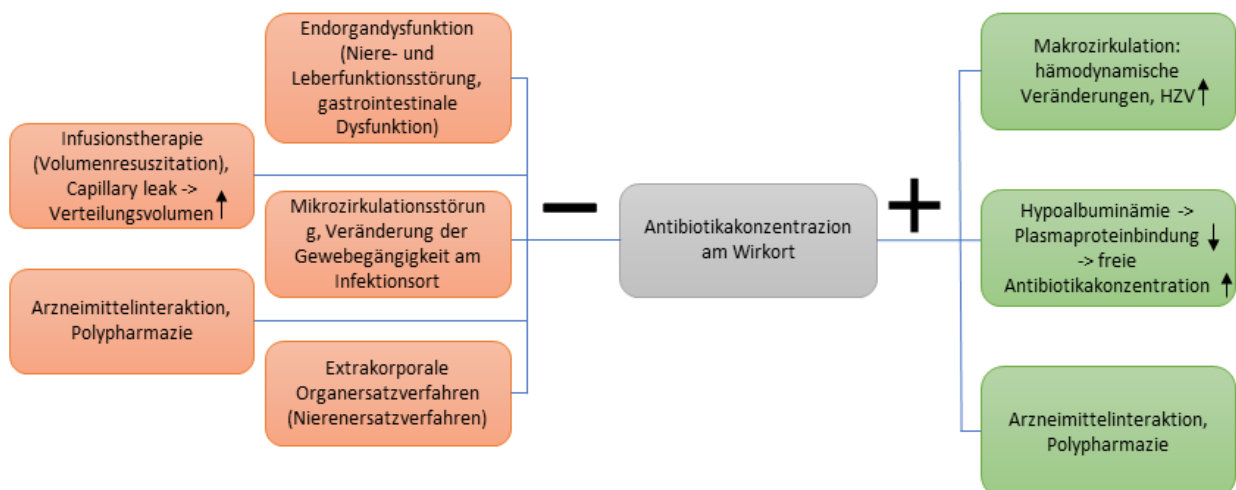 Endorgandysfunktion
(Niere- und
Leberfunktionsstörung,
gastrointestinale
Dysfunktion)
Infusionstherapie
(Volumenresuszitation),
Capillary leak ->
Verteilungsvolumen ↑
Mikrozirkulationsstörun
g, Veränderung der
Gewebegängigkeit am
Infektionsort
Arzneimittelinteraktion,
Polypharmazie
Extrakorporale
Organersatzverfahren
(Nierenersatzverfahren)
−
Antibiotikakonzentrazion
am Wirkort
+
Makrozirkulation:
hämodynamische
Veränderungen, HZV ↑
Hypoalbuminämie ->
Plasmaproteinbindung ↓
-> freie
Antibiotikakonzentration ↑
Arzneimittelinteraktion,
Polypharmazie